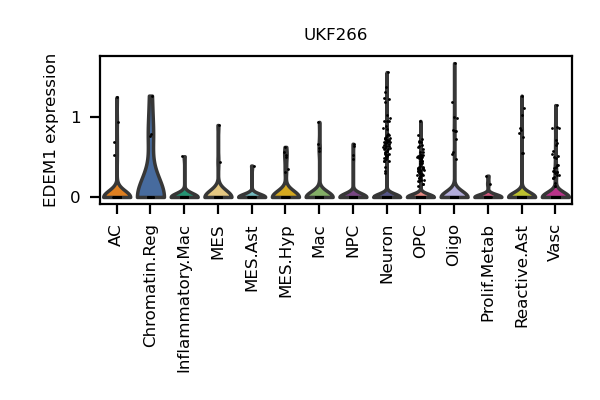 UKF266
EDEM1 expression
1
0
AC
Chromatin.Reg
Inflammatory.Mac
MES
MES.Ast
MES.Hyp
Mac
NPC
Neuron
OPC
Oligo
Prolif.Metab
Reactive.Ast
Vasc